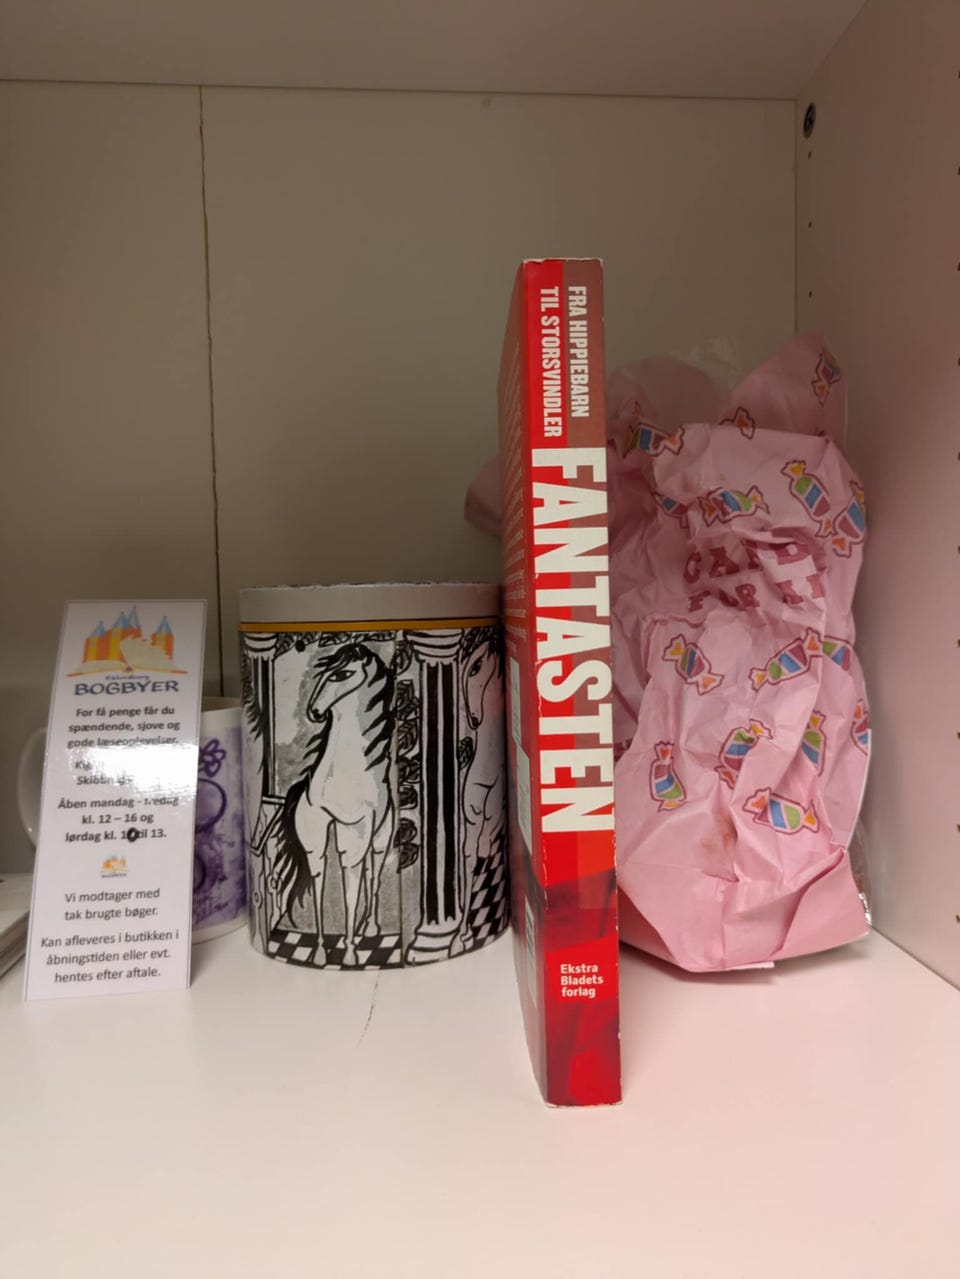 Kalundborg
BOGBYER
For få penge får du
spændende, sjove og
gode læseoplevelser.
Åben mandag - fredag
kl. 12 – 16 og
lørdag kl. til 13.
Vi modtager med
tak brugte bøger.
Kan afleveres i butikken i
åbningstiden eller evt.
hentes efter aftale.
FRA HIPPIEBARN
TIL STORSVINDLER
FANTASTEN
Ekstra
Bladets
forlag
CAND
FOR